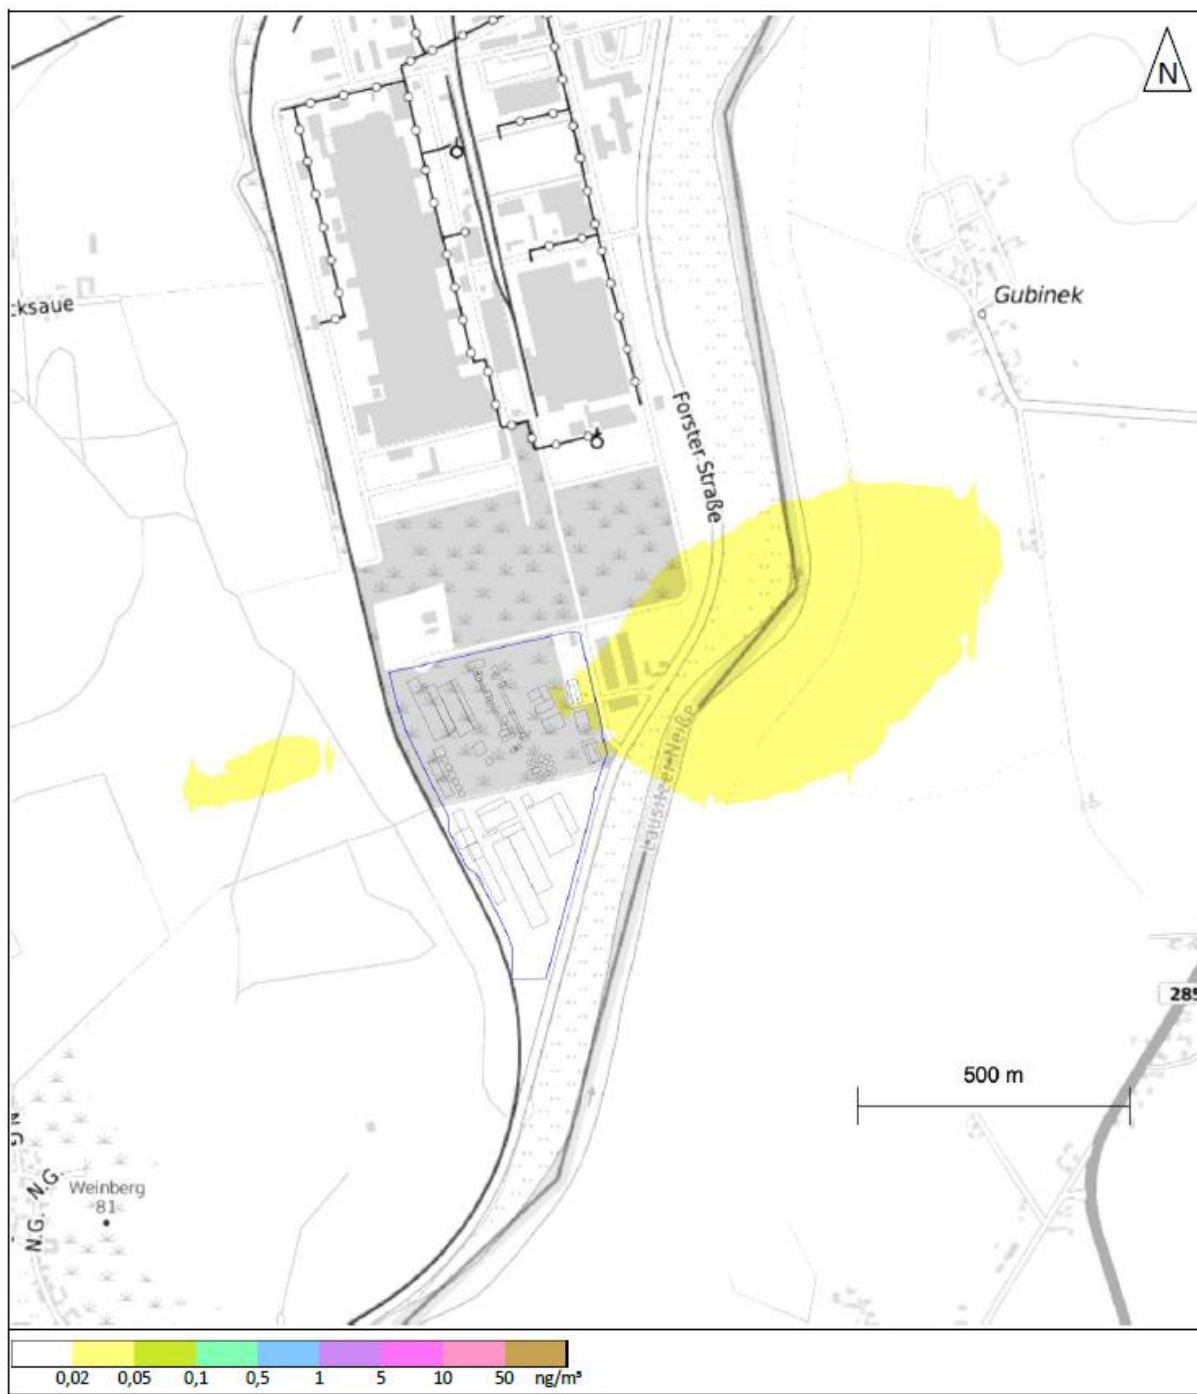 N
cksaue
Gubinek
Forster Straße
Lausitzer Neiße
285
500 m
N.G.
Weinberg
81
N.G.
0,02 0,05 0,1 0,5 1 5 10 50 ng/m³